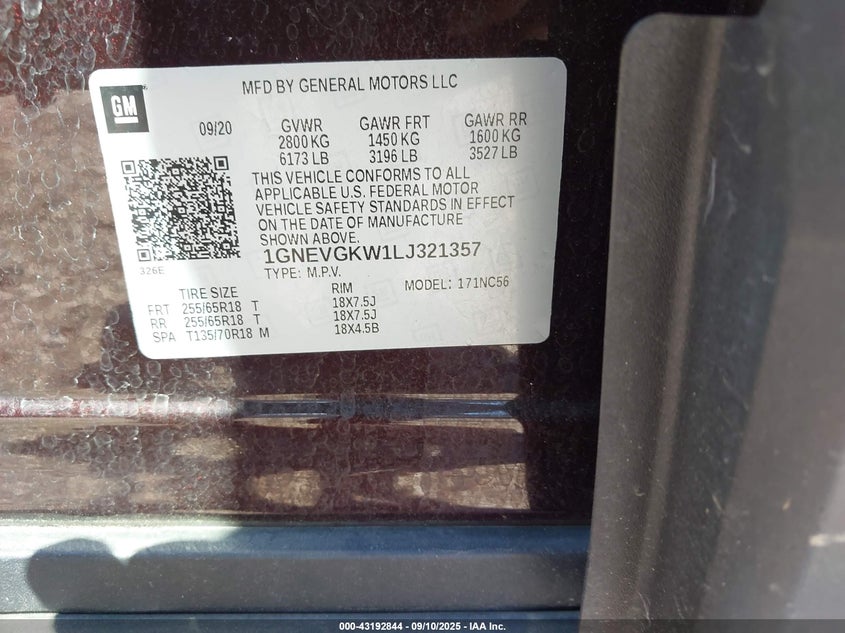 MFD BY GENERAL MOTORS LLC
GM
09/20 GVWR GAWR FRT GAWR RR
2800 KG 1450 KG 1600 KG
6173 LB 3196 LB 3527 LB
THIS VEHICLE CONFORMS TO ALL
APPLICABLE U.S. FEDERAL MOTOR
VEHICLE SAFETY STANDARDS IN EFFECT
ON THE DATE OF MANUFACTURE
SHOWN ABOVE.
1GNEVGKW1LJ321357
326E
TYPE: M.P.V. MODEL: 171NC56
TIRE SIZE RIM
FRT 255/65R18 T 18X7.5J
RR 255/65R18 T 18X7.5J
SPA T135/70R18 M 18X4.5B
000-43192844 - 09/10/2025 - IAA Inc.